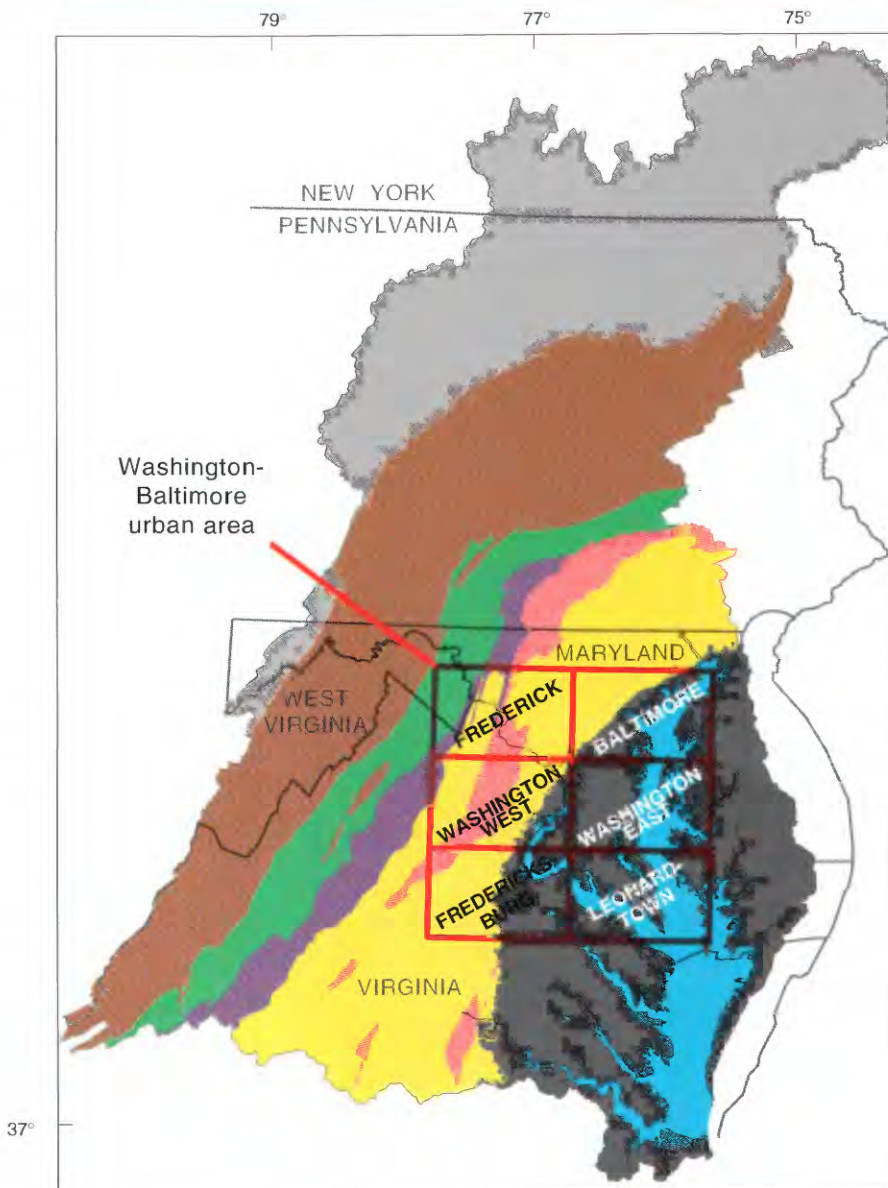 79°
77°
75°
NEW YORK
PENNSYLVANIA
Washington-
Baltimore
urban area
MARYLAND
WEST
VIRGINIA
FREDERICK
BALTIMORE
WASHINGTON
WEST
WASHINGTON
EAST
FREDERICKS-
BURG
LEONARD-
TOWN
VIRGINIA
37°